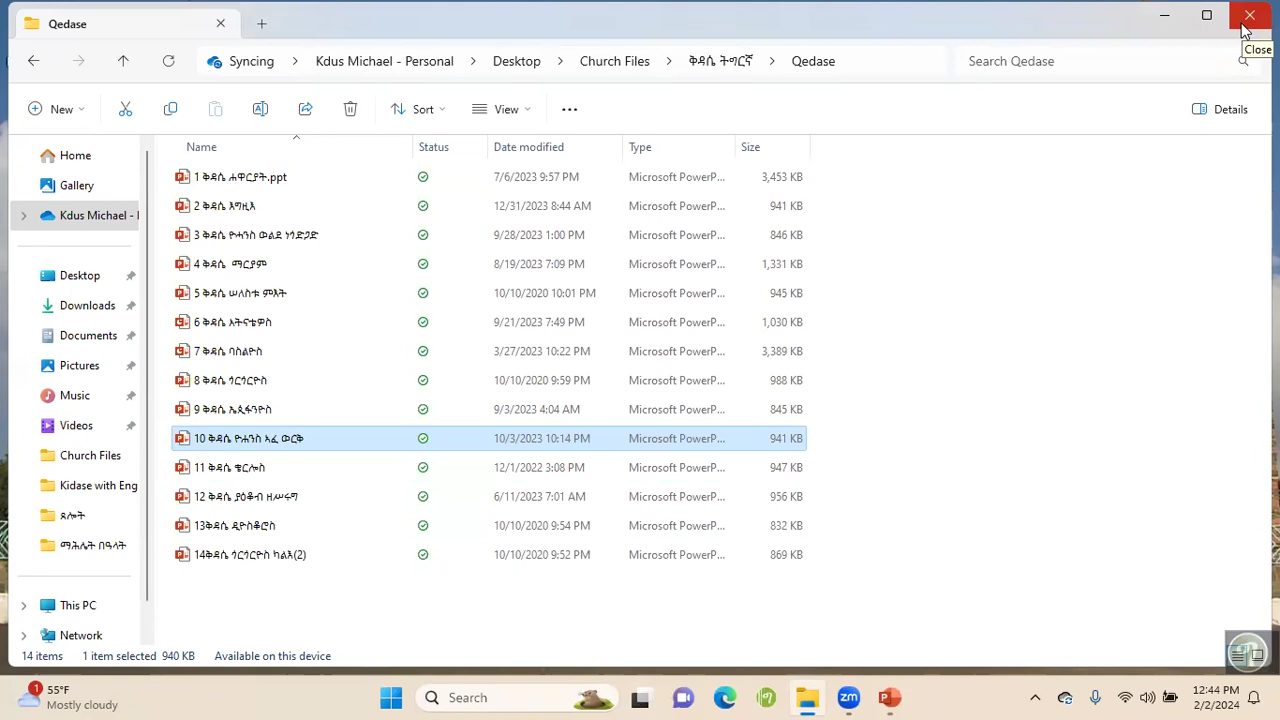 Qedase
Close
Syncing Kdus Michael - Personal Desktop Church Files ቅዳሴ ትግርኛ Qedase Search Qedase
New Sort View ... Details
Name Status Date modified Type Size
Home
Gallery
Kdus Michael - P
Desktop
Downloads
Documents
Pictures
Music
Videos
Church Files
Kidase with Eng
ጸሎት
ማሕሌት በዓላት
This PC
Network
1 ቅዳሴ ሐዋርያት.ppt 7/6/2023 9:57 PM Microsoft PowerP... 3,453 KB
2 ቅዳሴ እግዚእ 12/31/2023 8:44 AM Microsoft PowerP... 941 KB
3 ቅዳሴ ዮሓንስ ወልደ ነጎድጋድ 9/28/2023 1:00 PM Microsoft PowerP... 846 KB
4 ቅዳሴ ማርያም 8/19/2023 7:09 PM Microsoft PowerP... 1,331 KB
5 ቅዳሴ ሠለስቱ ምእት 10/10/2020 10:01 PM Microsoft PowerP... 945 KB
6 ቅዳሴ አትናቴዎስ 9/21/2023 7:49 PM Microsoft PowerP... 1,030 KB
7 ቅዳሴ ባስልዮስ 3/27/2023 10:22 PM Microsoft PowerP... 3,389 KB
8 ቅዳሴ ጎርጎርዮስ 10/10/2020 9:59 PM Microsoft PowerP... 988 KB
9 ቅዳሴ ኤጲፋንዮስ 9/3/2023 4:04 AM Microsoft PowerP... 845 KB
10 ቅዳሴ ዮሐንስ ኣፈ ወርቅ 10/3/2023 10:14 PM Microsoft PowerP... 941 KB
11 ቅዳሴ ቄርሎስ 12/1/2022 3:08 PM Microsoft PowerP... 947 KB
12 ቅዳሴ ያዕቆብ ዘሥሩግ 6/11/2023 7:01 AM Microsoft PowerP... 956 KB
13ቅዳሴ ዲዮስቆሮስ 10/10/2020 9:54 PM Microsoft PowerP... 832 KB
14ቅዳሴ ጎርጎርዮስ ካልእ(2) 10/10/2020 9:52 PM Microsoft PowerP... 869 KB
14 items 1 item selected 940 KB Available on this device
1 55°F
Mostly cloudy
Search
zm
12:44 PM
2/2/2024